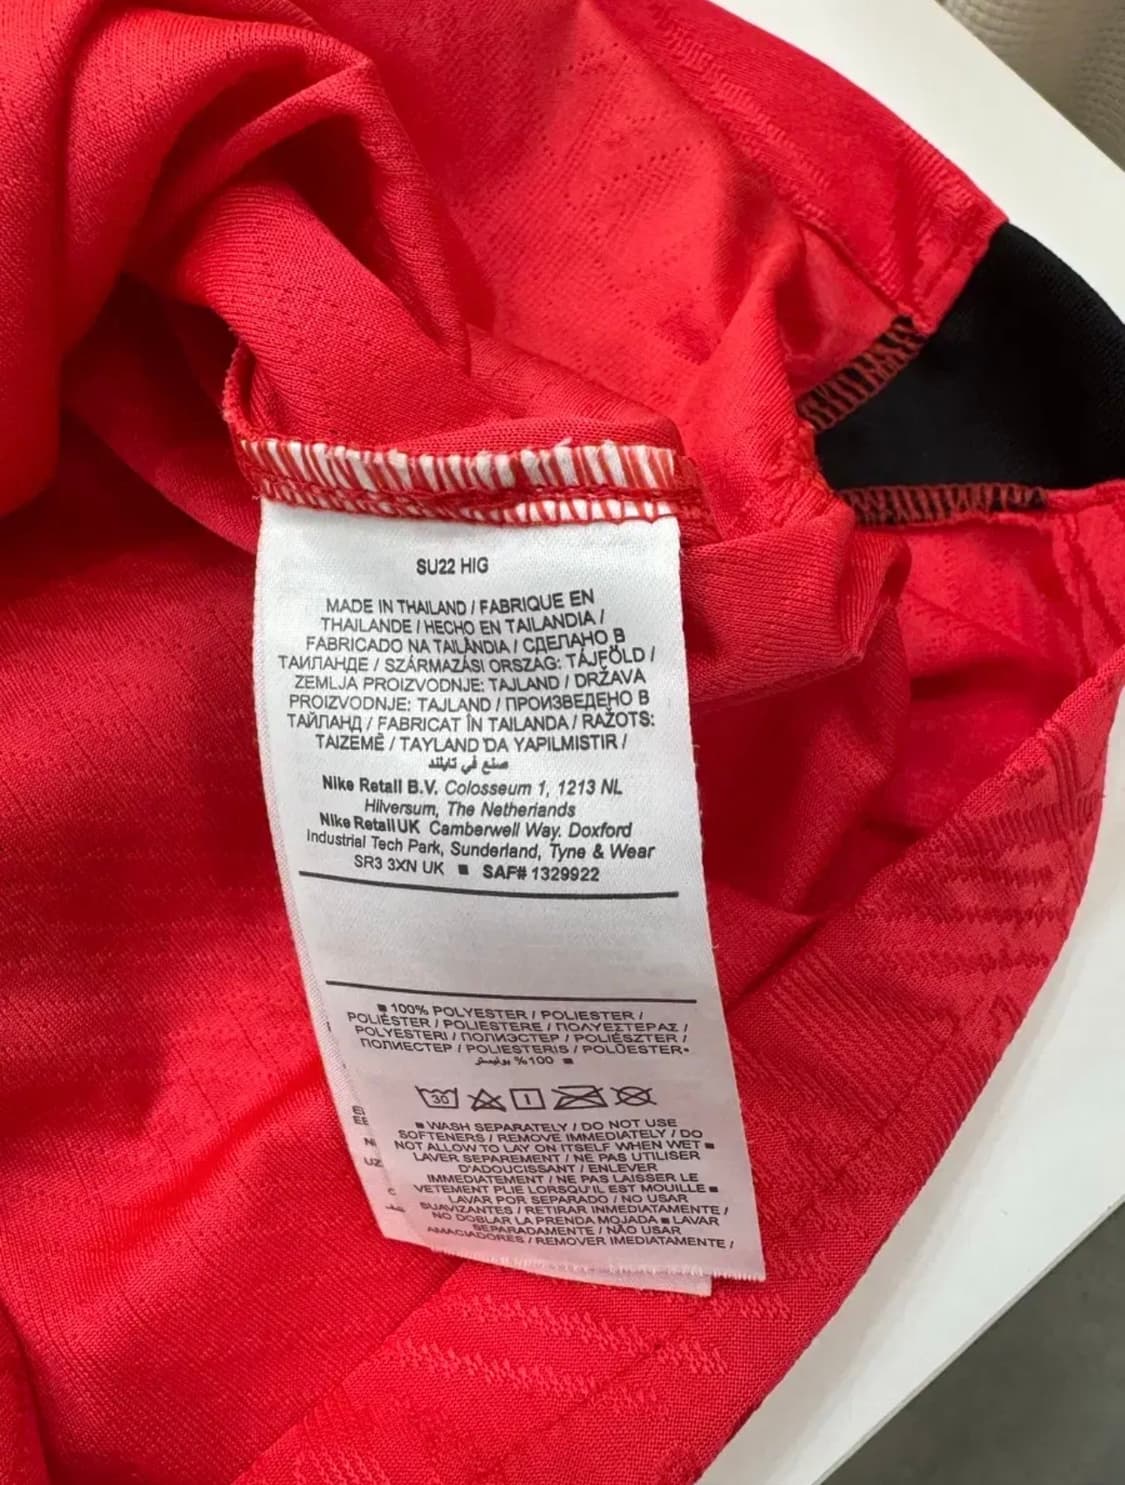 SU22 HIG
MADE IN THAILAND / FABRIQUE EN
THAILANDE / HECHO EN TAILANDIA /
FABRICADO NA TAILÂNDIA / СДЕЛАНО В
ТАИЛАНДЕ / SZÁRMAZÁSI ORSZAG: TÁJFÖLD /
ZEMLJA PROIZVODNJE: TAJLAND / DRŽAVA
PROIZVODNJE: TAJLAND / ПРОИЗВЕДЕНО В
ТАЙЛАНД / FABRICAT ÎN TAILANDA / RAŽOTS:
TAIZEMĒ / TAYLAND'DA YAPILMISTIR /
صنع في تايلند
Nike Retail B.V. Colosseum 1, 1213 NL
Hilversum, The Netherlands
Nike Retail UK Camberwell Way. Doxford
Industrial Tech Park, Sunderland, Tyne & Wear
SR3 3XN UK ■ SAF# 1329922
■ 100% POLYESTER / POLIESTER /
POLIÉSTER / POLIESTERE / ΠΟΛΥΕΣΤΕΡΑΣ /
POLYESTERI / ПОЛИЭСТЕР / POLIÉSZTER /
ПОЛИЕСТЕР / POLIESTERIS / POLÜESTER
%100 بوليستر ■
30
■ WASH SEPARATELY / DO NOT USE
SOFTENERS / REMOVE IMMEDIATELY / DO
NOT ALLOW TO LAY ON ITSELF WHEN WET ■
LAVER SEPAREMENT / NE PAS UTILISER
D'ADOUCISSANT / ENLEVER
IMMEDIATEMENT / NE PAS LAISSER LE
VETEMENT PLIE LORSQU'IL EST MOUILLE ■
LAVAR POR SEPARADO / NO USAR
SUAVIZANTES / RETIRAR INMEDIATAMENTE /
NO DOBLAR LA PRENDA MOJADA ■ LAVAR
SEPARADAMENTE / NÃO USAR
AMACIADORES / REMOVER IMEDIATAMENTE /